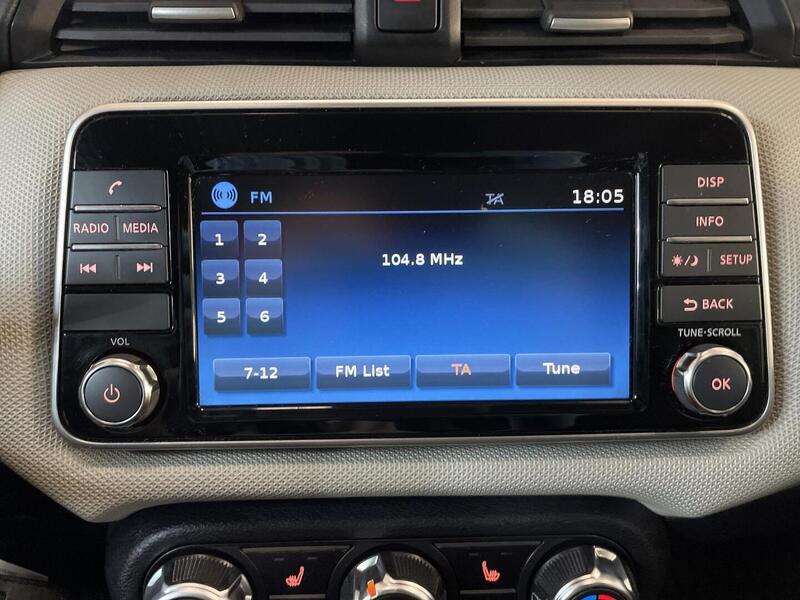 FM TA 18:05
1 2
104.8 MHz
3 4
5 6
7-12 FM List TA Tune
RADIO MEDIA
VOL
DISP
INFO
SETUP
BACK
TUNE·SCROLL
OK